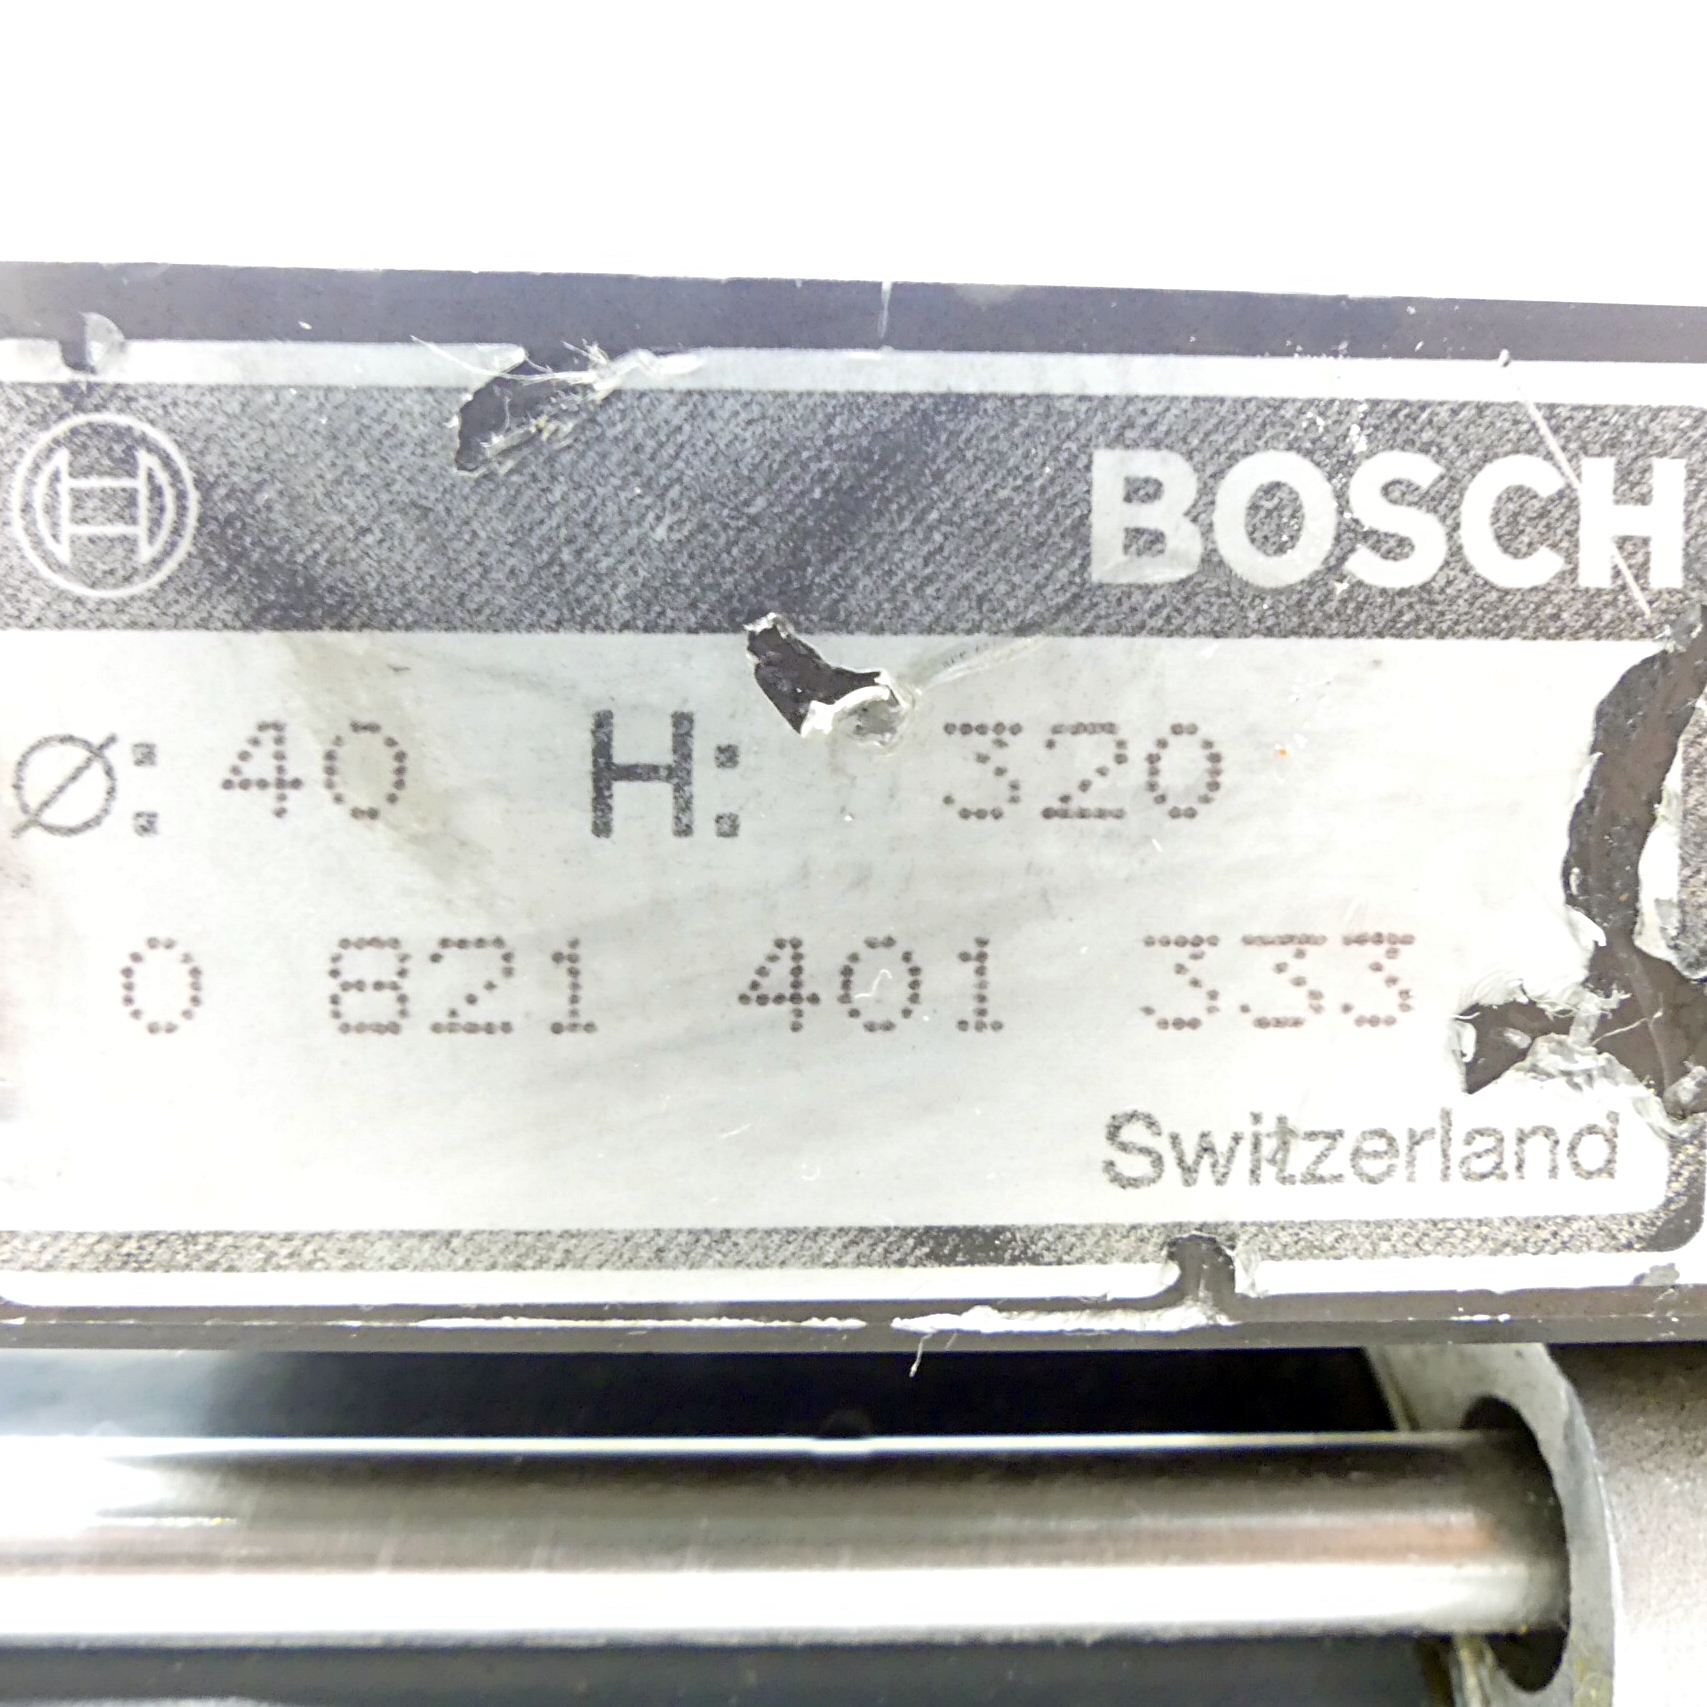 BOSCH
Ø: 40 H: 320
0 821 401 333
Switzerland